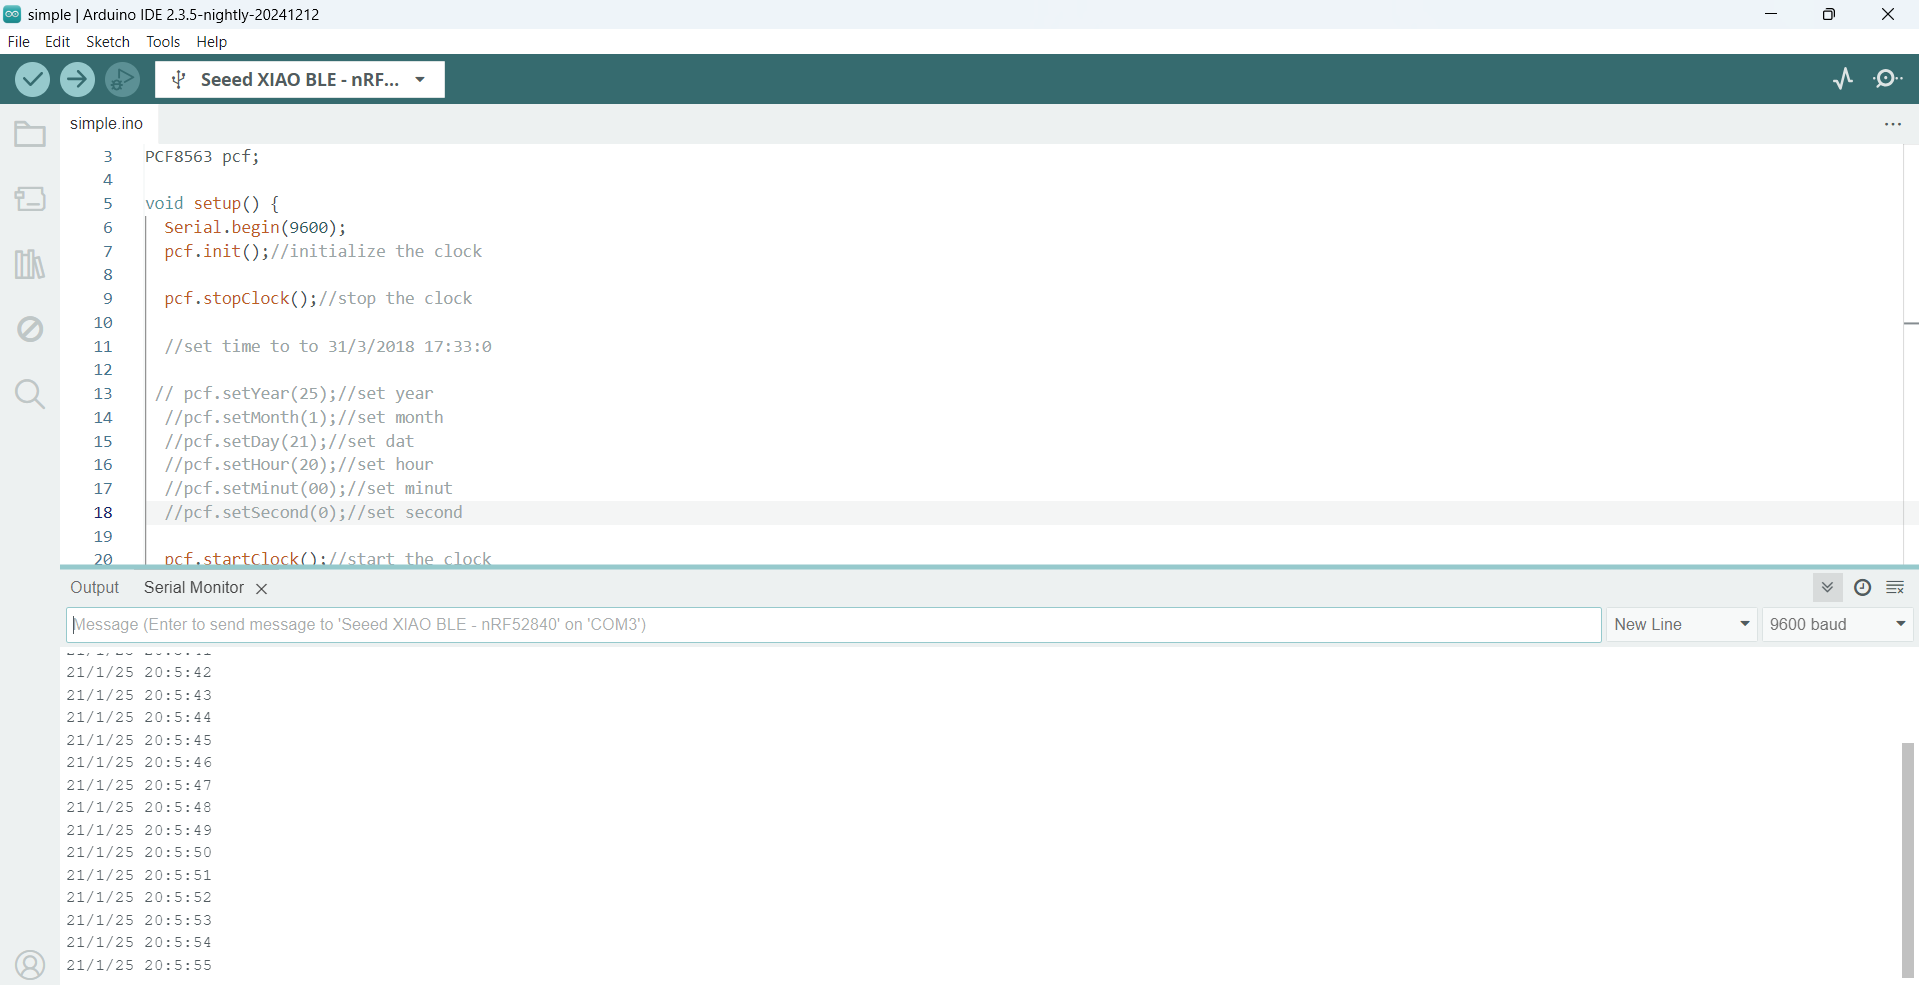 simple | Arduino IDE 2.3.5-nightly-20241212
File Edit Sketch Tools Help
Seeed XIAO BLE - nRF...
simple.ino
3 PCF8563 pcf;
4
5 void setup() {
6 Serial.begin(9600);
7 pcf.init();//initialize the clock
8
9 pcf.stopClock();//stop the clock
10
11 //set time to to 31/3/2018 17:33:0
12
13 // pcf.setYear(25);//set year
14 //pcf.setMonth(1);//set month
15 //pcf.setDay(21);//set dat
16 //pcf.setHour(20);//set hour
17 //pcf.setMinut(00);//set minut
18 //pcf.setSecond(0);//set second
19
20 pcf.startClock();//start the clock
Output Serial Monitor
Message (Enter to send message to 'Seeed XIAO BLE - nRF52840' on 'COM3')
New Line
9600 baud
21/1/25 20:5:42
21/1/25 20:5:43
21/1/25 20:5:44
21/1/25 20:5:45
21/1/25 20:5:46
21/1/25 20:5:47
21/1/25 20:5:48
21/1/25 20:5:49
21/1/25 20:5:50
21/1/25 20:5:51
21/1/25 20:5:52
21/1/25 20:5:53
21/1/25 20:5:54
21/1/25 20:5:55